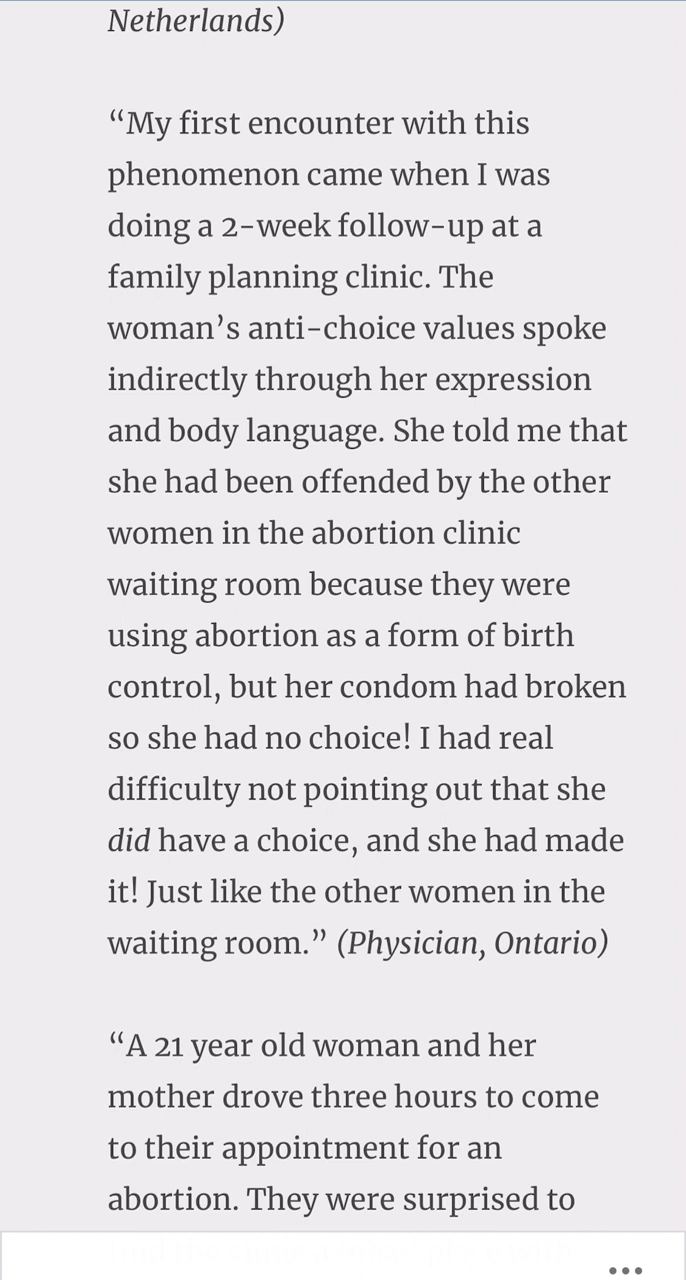 Netherlands)
“My first encounter with this
phenomenon came when I was
doing a 2-week follow-up at a
family planning clinic. The
woman’s anti-choice values spoke
indirectly through her expression
and body language. She told me that
she had been offended by the other
women in the abortion clinic
waiting room because they were
using abortion as a form of birth
control, but her condom had broken
so she had no choice! I had real
difficulty not pointing out that she
did have a choice, and she had made
it! Just like the other women in the
waiting room.” (Physician, Ontario)
“A 21 year old woman and her
mother drove three hours to come
to their appointment for an
abortion. They were surprised to